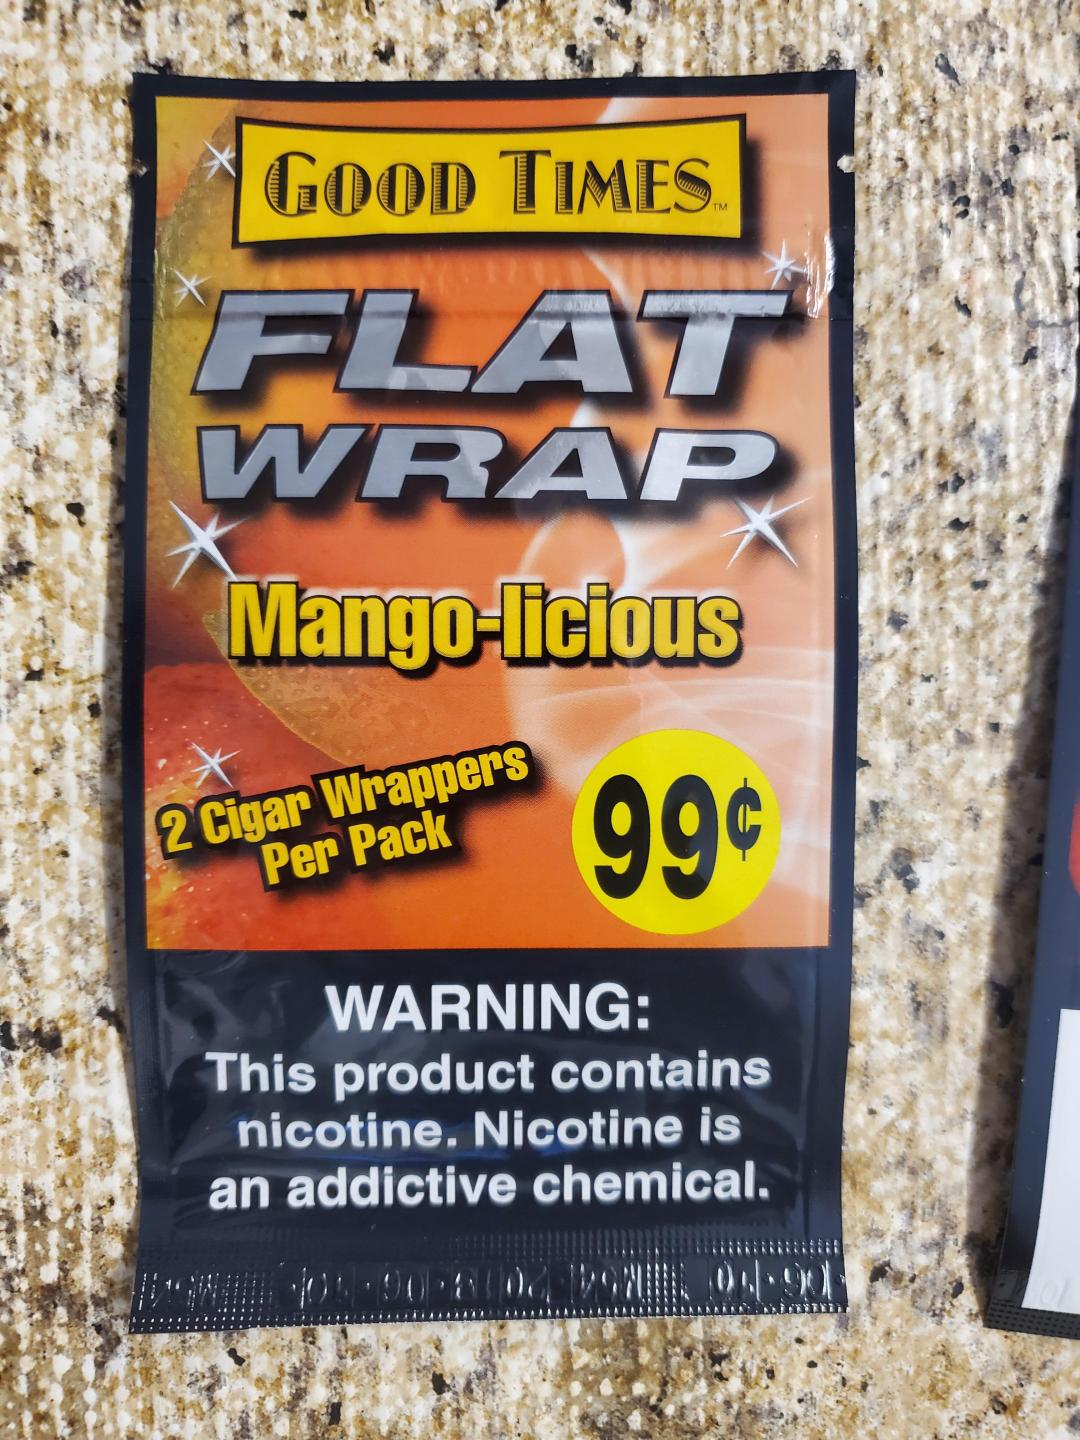 GOOD TIMES™
FLAT
WRAP
Mango-licious
2 Cigar Wrappers
Per Pack
99¢
WARNING:
This product contains
nicotine. Nicotine is
an addictive chemical.